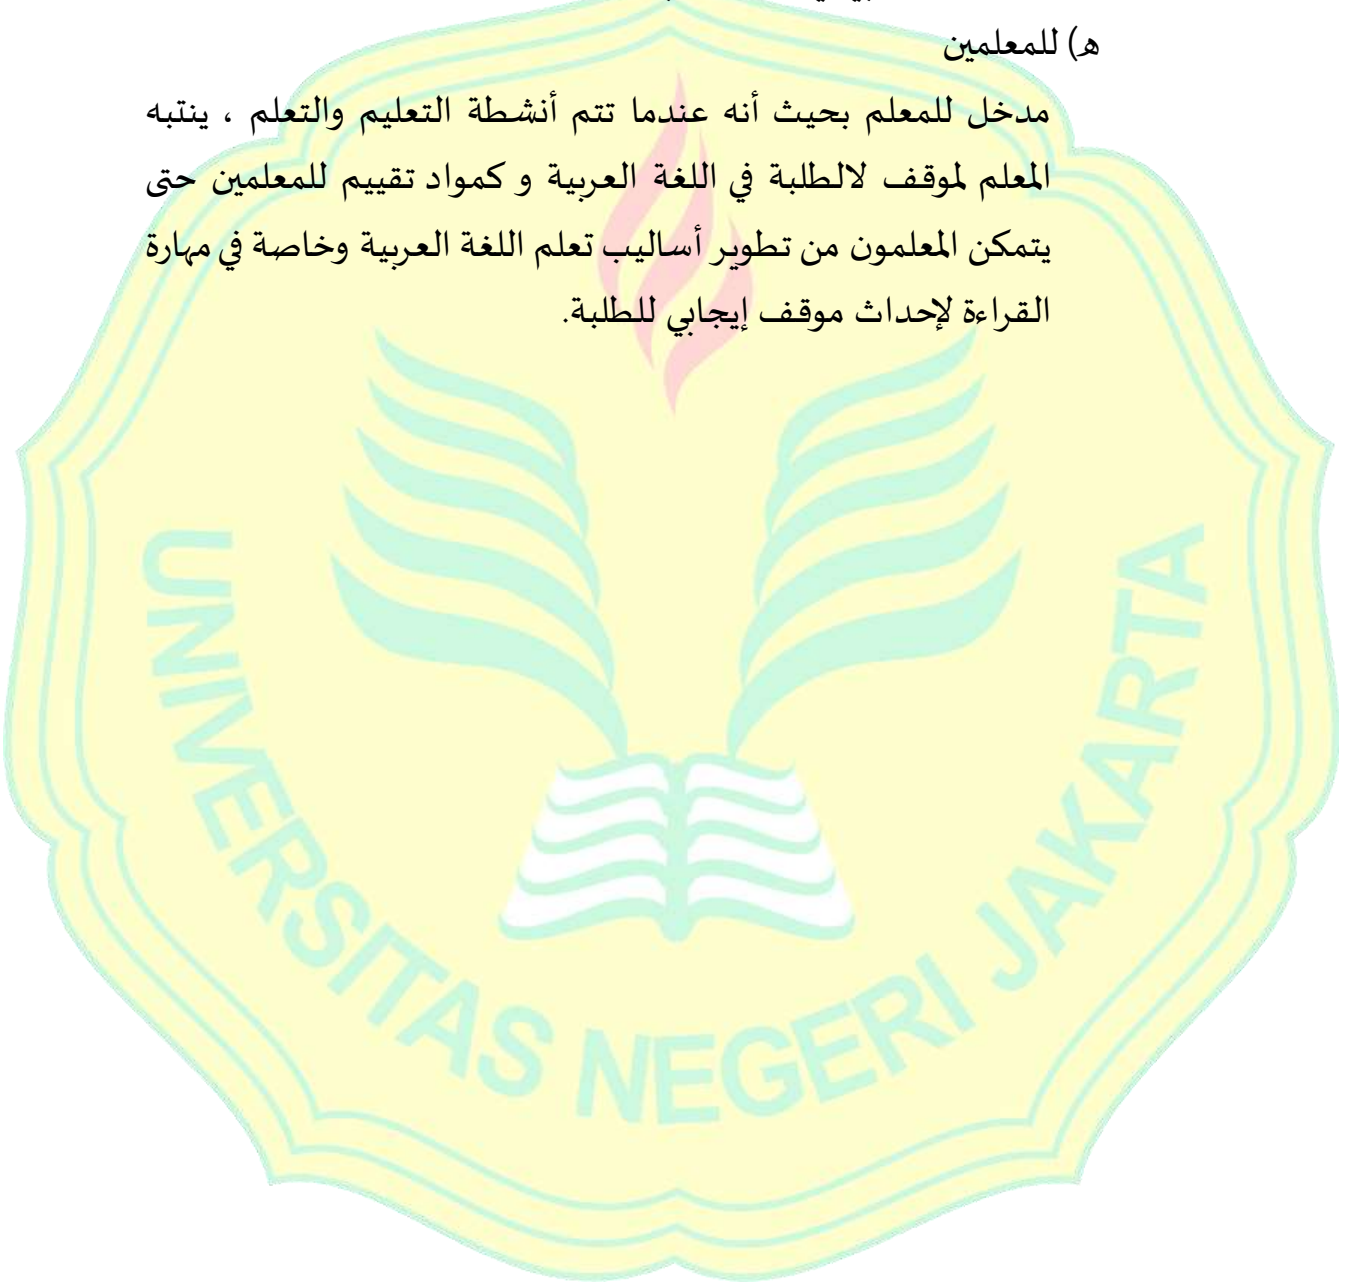 ه) للمعلمين
مدخل للمعلم بحيث أنه عندما تتم أنشطة التعليم والتعلم ، ينتبه
المعلم لموقف لالطلبة في اللغة العربية و كمواد تقييم للمعلمين حتى
يتمكن المعلمون من تطوير أساليب تعلم اللغة العربية وخاصة في مهارة
القراءة لإحداث موقف إيجابي للطلبة.
UNIVERSITAS NEGERI JAKARTA